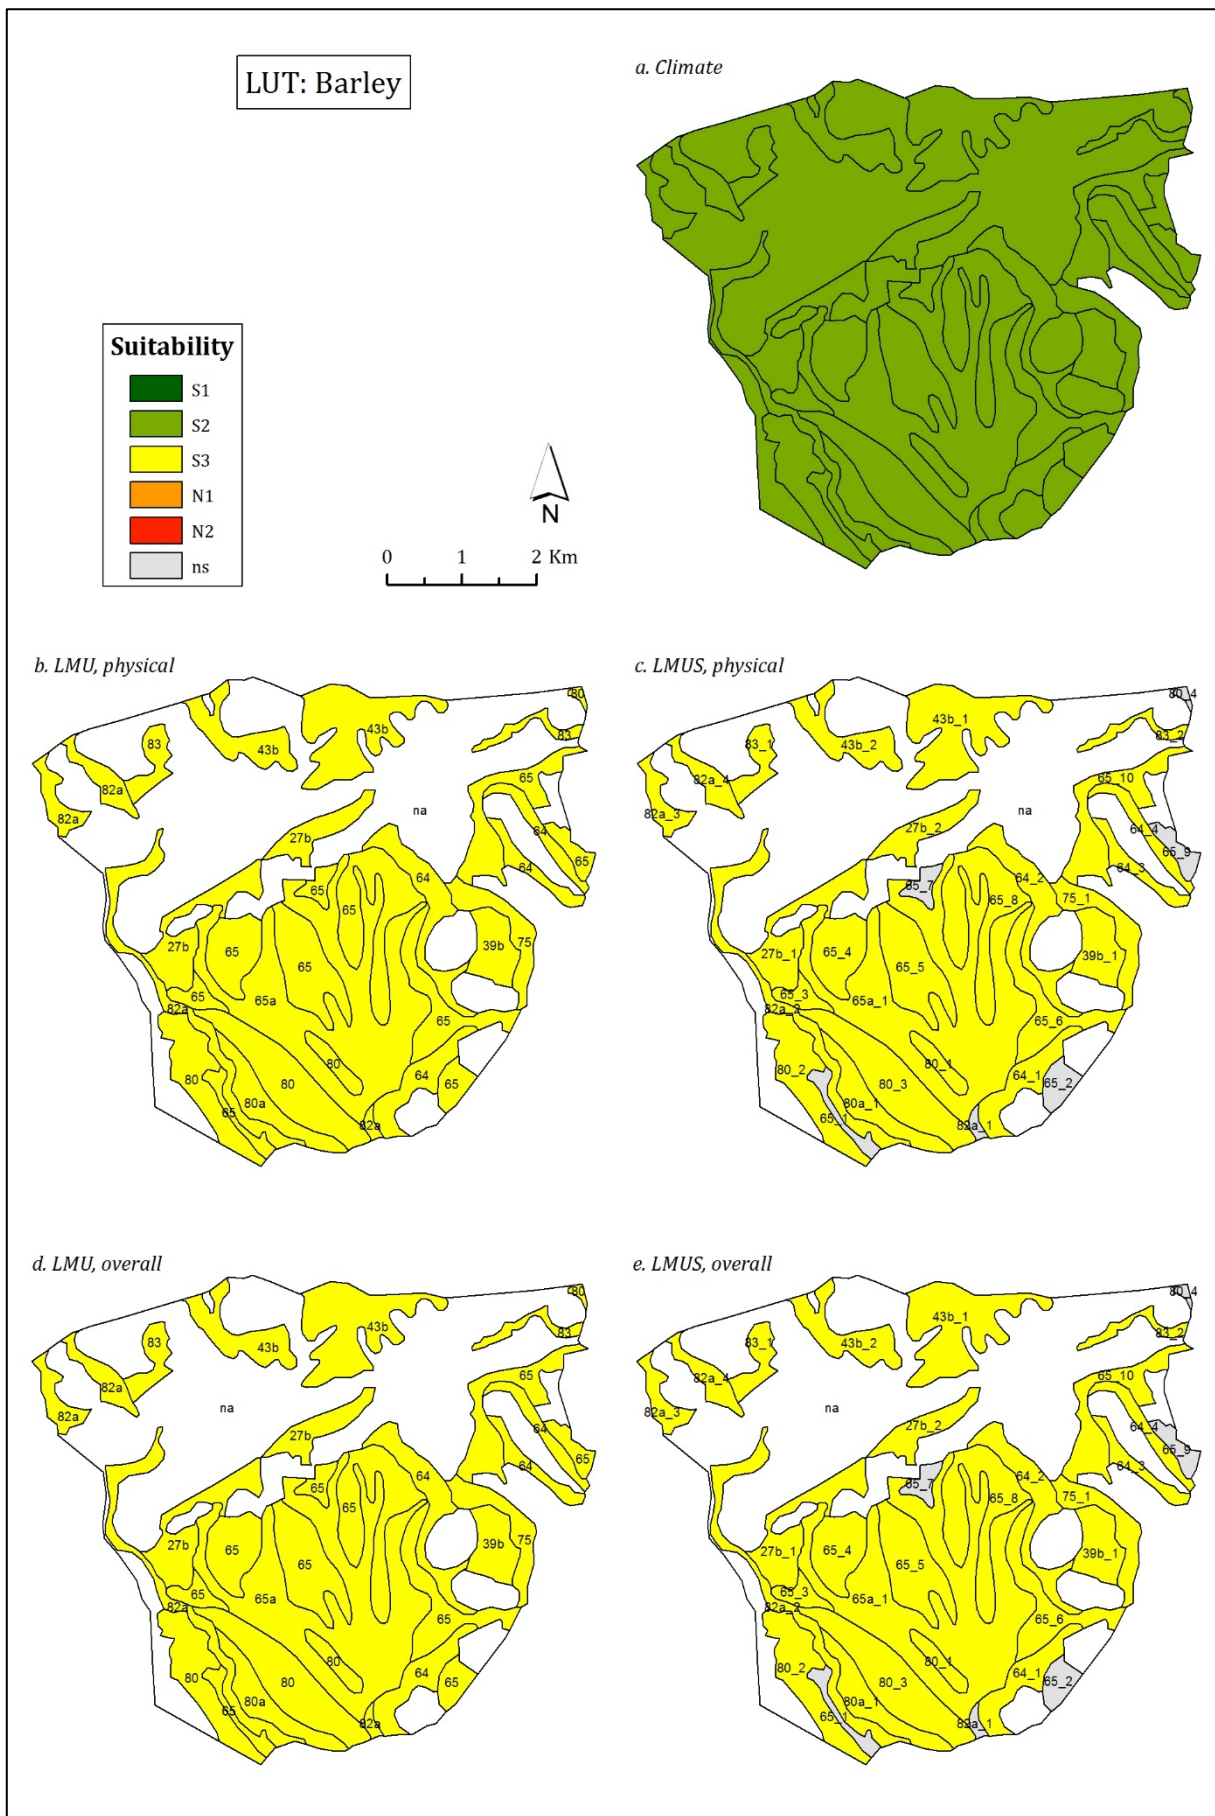 LUT: Barley
a. Climate
Suitability
S1
S2
S3
N1
N2
ns
N
0 1 2 Km
b. LMU, physical
80
43b
83
43b
83
82a
65
82a
na
27b
64
65
64
64
65
65
27b
65
39b
75
65
65
65a
82a
65
80
80
64
80
65
80a
65
82a
c. LMUS, physical
80_4
43b_1
83_2
83_1
43b_2
65_10
82a_4
82a_3
na
27b_2
64_4
65_9
64_3
64_2
65_7
65_8
75_1
27b_1
65_4
39b_1
65_5
65_3
65a_1
82a_2
65_6
80_1
80_2
64_1
80_3
65_2
80a_1
65_1
82a_1
d. LMU, overall
80
43b
83
83
43b
65
82a
82a
na
64
27b
65
64
64
65
65
27b
39b
75
65
65
65
65a
82a
65
80
80
64
80
65
80a
65
82a
e. LMUS, overall
80_4
43b_1
83_2
83_1
43b_2
65_10
82a_4
82a_3
na
27b_2
64_4
65_9
64_3
64_2
65_7
65_8
75_1
27b_1
65_4
39b_1
65_5
65_3
65a_1
82a_2
65_6
80_1
80_2
64_1
80_3
65_2
80a_1
65_1
82a_1